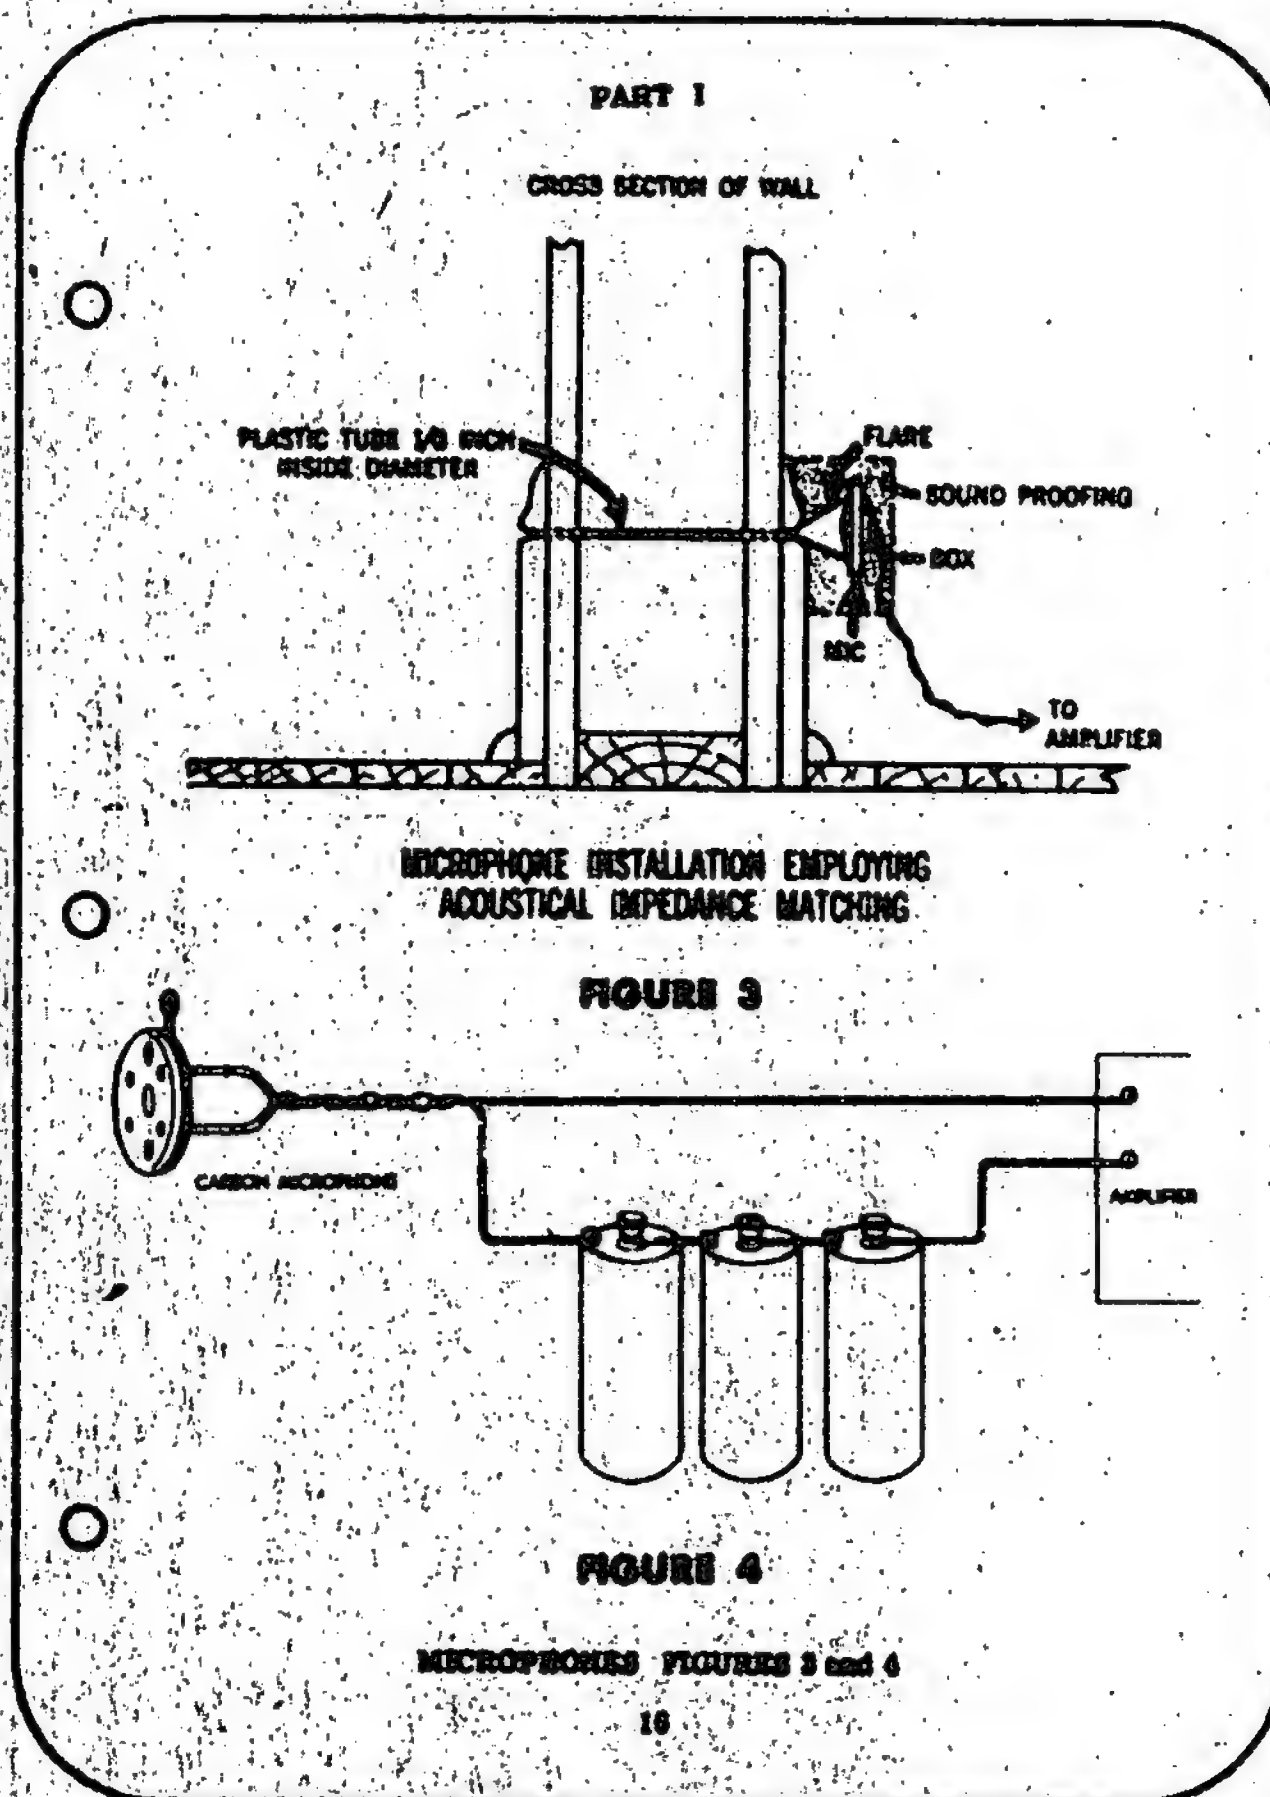 PART I
CROSS SECTION OF WALL
PLASTIC TUBE 1/8 INCH
INSIDE DIAMETER
FLARE
SOUND PROOFING
BOX
MIC
TO
AMPLIFIER
MICROPHONE INSTALLATION EMPLOYING
ACOUSTICAL IMPEDANCE MATCHING
FIGURE 3
CARBON MICROPHONE
AMPLIFIER
FIGURE 4
MICROPHONES FIGURES 3 and 4